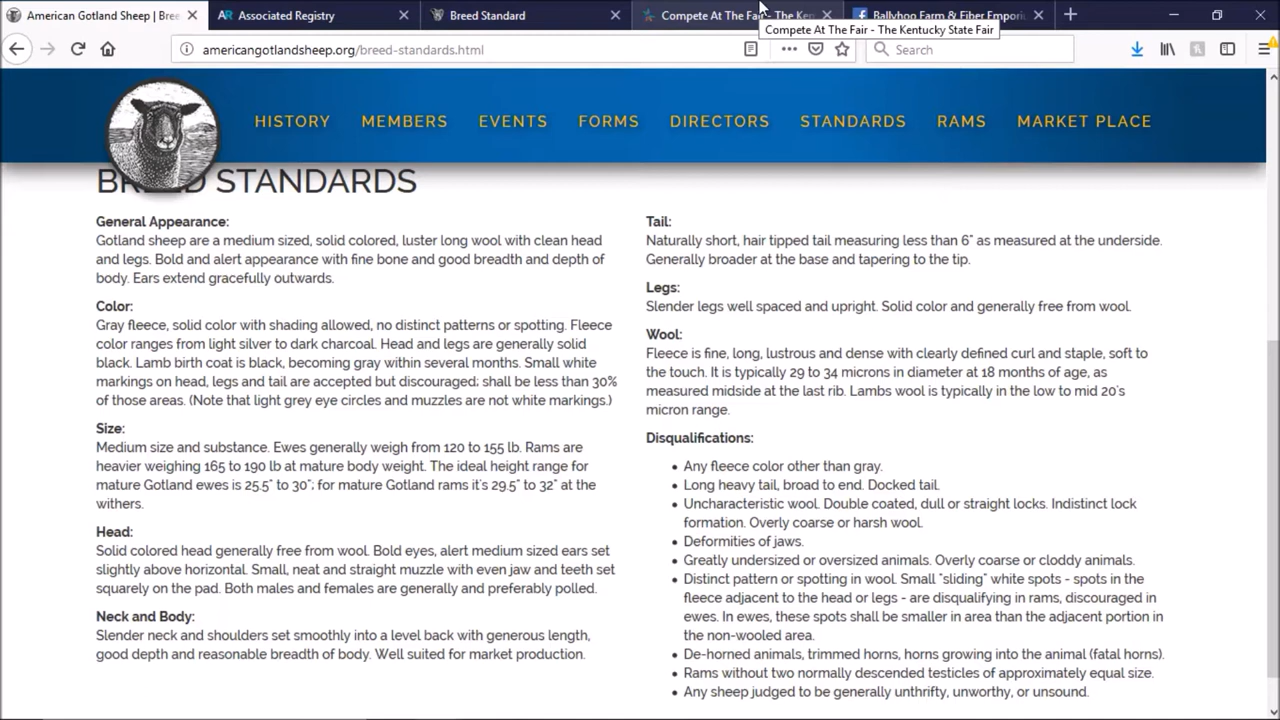 American Gotland Sheep | Bree
Associated Registry
Breed Standard
Compete At The Fair - The Ken
Ballyhoo Farm & Fiber Emporiu
Compete At The Fair - The Kentucky State Fair
americangotlandsheep.org/breed-standards.html
Search
HISTORY MEMBERS EVENTS FORMS DIRECTORS STANDARDS RAMS MARKET PLACE
BREED STANDARDS
General Appearance:
Gotland sheep are a medium sized, solid colored, luster long wool with clean head
and legs. Bold and alert appearance with fine bone and good breadth and depth of
body. Ears extend gracefully outwards.
Color:
Gray fleece, solid color with shading allowed, no distinct patterns or spotting. Fleece
color ranges from light silver to dark charcoal. Head and legs are generally solid
black. Lamb birth coat is black, becoming gray within several months. Small white
markings on head, legs and tail are accepted but discouraged; shall be less than 30%
of those areas. (Note that light grey eye circles and muzzles are not white markings.)
Size:
Medium size and substance. Ewes generally weigh from 120 to 155 lb. Rams are
heavier weighing 165 to 190 lb at mature body weight. The ideal height range for
mature Gotland ewes is 25.5" to 30"; for mature Gotland rams it's 29.5" to 32" at the
withers.
Head:
Solid colored head generally free from wool. Bold eyes, alert medium sized ears set
slightly above horizontal. Small, neat and straight muzzle with even jaw and teeth set
squarely on the pad. Both males and females are generally and preferably polled.
Neck and Body:
Slender neck and shoulders set smoothly into a level back with generous length,
good depth and reasonable breadth of body. Well suited for market production.
Tail:
Naturally short, hair tipped tail measuring less than 6" as measured at the underside.
Generally broader at the base and tapering to the tip.
Legs:
Slender legs well spaced and upright. Solid color and generally free from wool.
Wool:
Fleece is fine, long, lustrous and dense with clearly defined curl and staple, soft to
the touch. It is typically 29 to 34 microns in diameter at 18 months of age, as
measured midside at the last rib. Lambs wool is typically in the low to mid 20's
micron range.
Disqualifications:
• Any fleece color other than gray.
• Long heavy tail, broad to end. Docked tail.
• Uncharacteristic wool. Double coated, dull or straight locks. Indistinct lock
formation. Overly coarse or harsh wool.
• Deformities of jaws.
• Greatly undersized or oversized animals. Overly coarse or cloddy animals.
• Distinct pattern or spotting in wool. Small "sliding" white spots - spots in the
fleece adjacent to the head or legs - are disqualifying in rams, discouraged in
ewes. In ewes, these spots shall be smaller in area than the adjacent portion in
the non-wooled area.
• De-horned animals, trimmed horns, horns growing into the animal (fatal horns).
• Rams without two normally descended testicles of approximately equal size.
• Any sheep judged to be generally unthrifty, unworthy, or unsound.